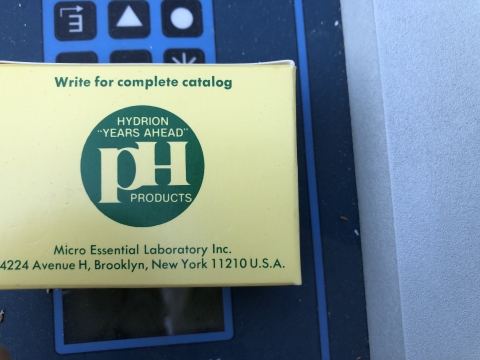 Write for complete catalog
HYDRION
"YEARS AHEAD"
pH
PRODUCTS
Micro Essential Laboratory Inc.
4224 Avenue H, Brooklyn, New York 11210 U.S.A.